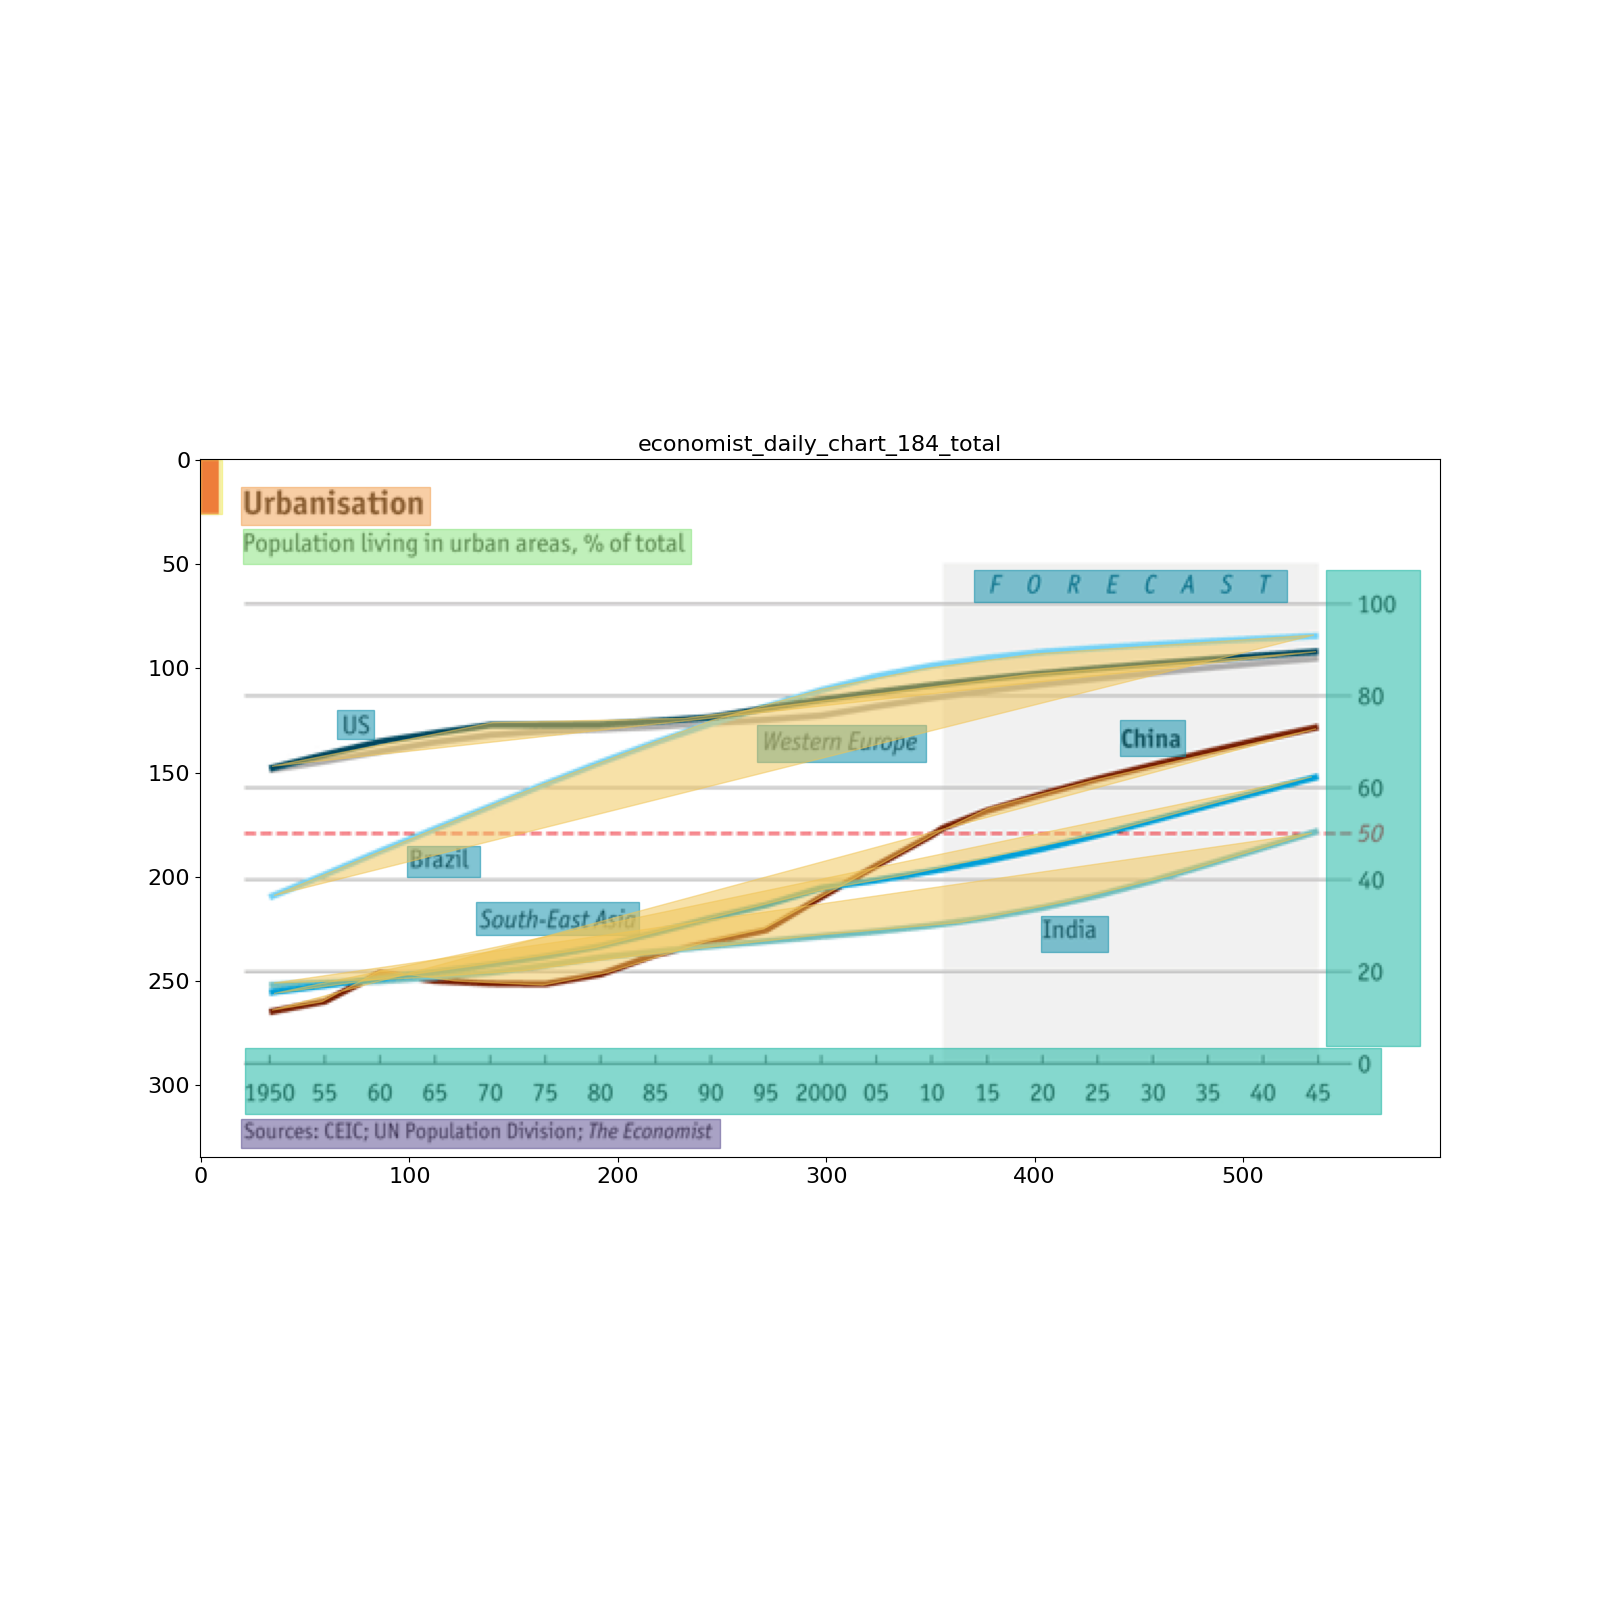 economist_daily_chart_184_total
0
50
100
150
200
250
300
Urbanisation
Population living in urban areas, % of total
F O R E C A S T
100
80
60
50
40
20
0
US
Western Europe
China
Brazil
South-East Asia
India
1950 55 60 65 70 75 80 85 90 95 2000 05 10 15 20 25 30 35 40 45
Sources: CEIC; UN Population Division; The Economist
0 100 200 300 400 500